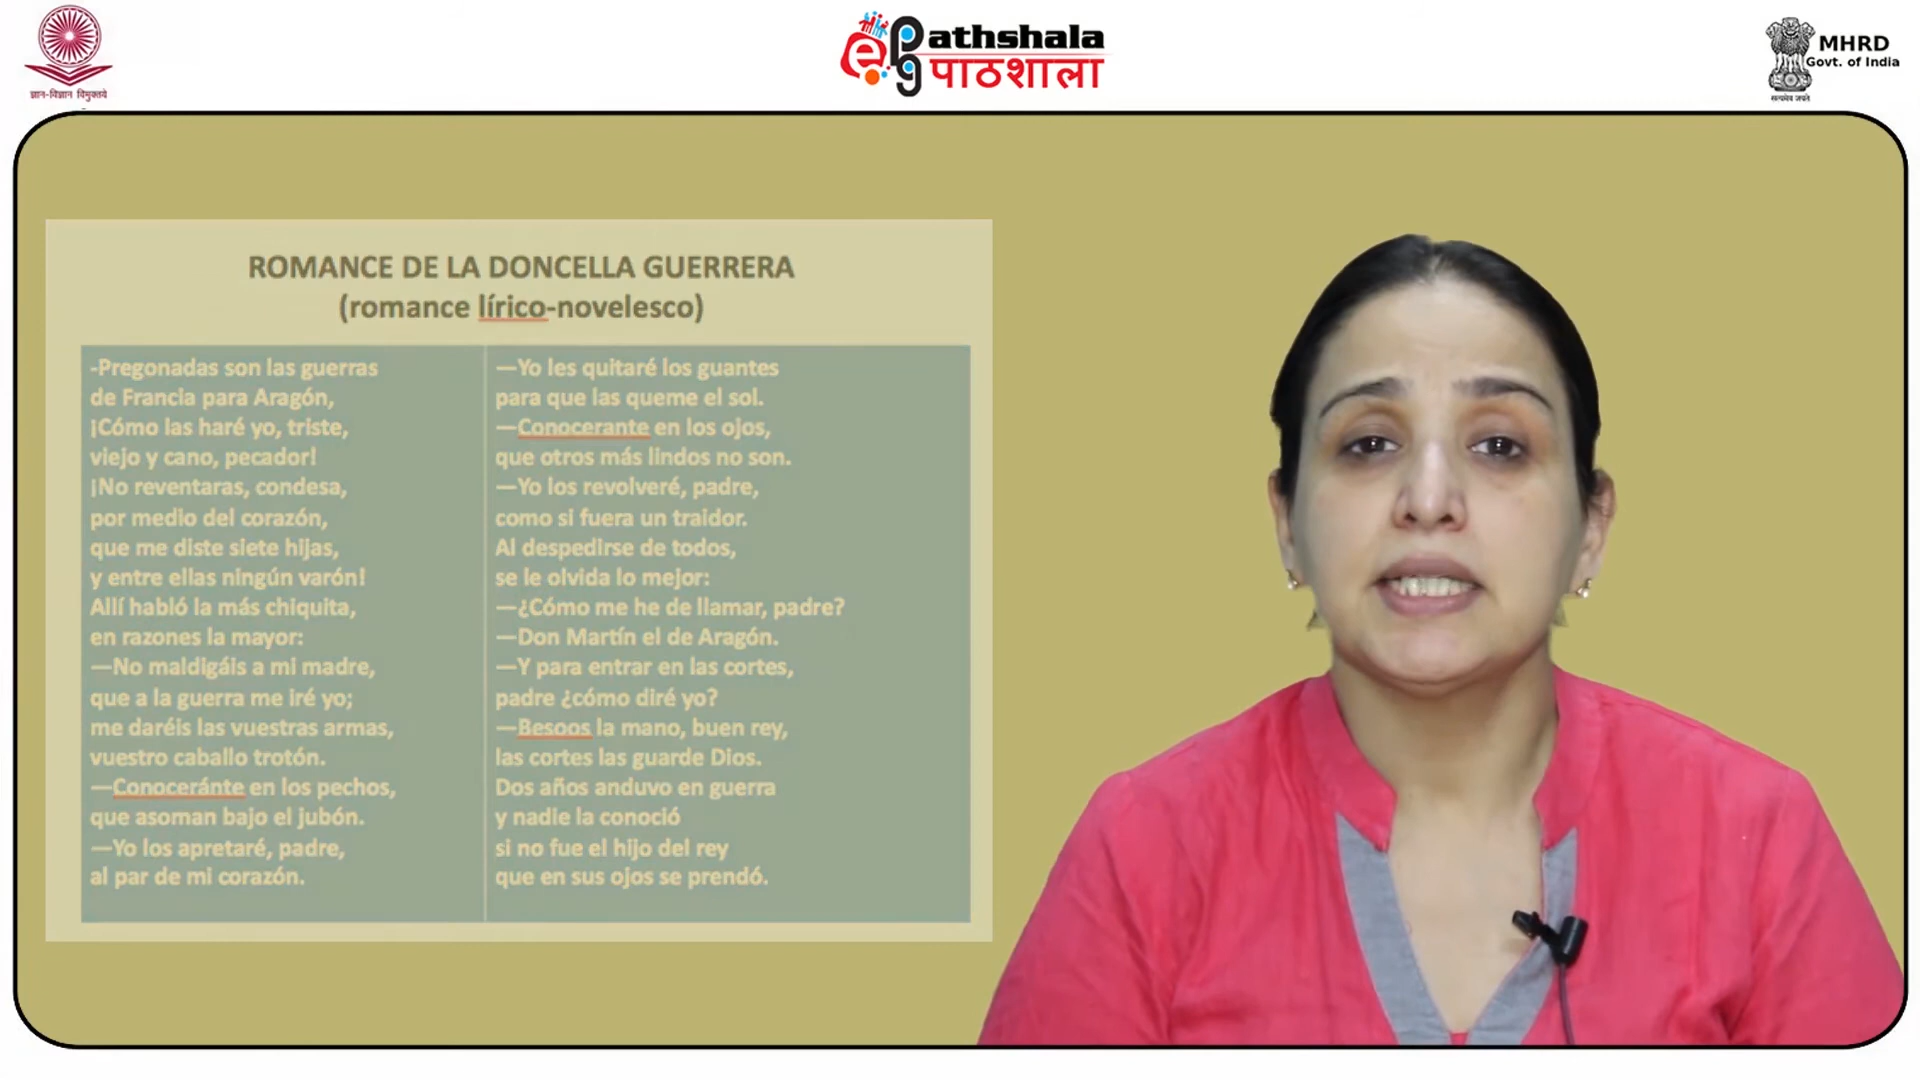 ज्ञान-विज्ञान विमुक्तये
e Pg athshala
पाठशाला
MHRD
Govt. of India
सत्यमेव जयते
ROMANCE DE LA DONCELLA GUERRERA
(romance lírico-novelesco)
-Pregonadas son las guerras
de Francia para Aragón,
¡Cómo las haré yo, triste,
viejo y cano, pecador!
¡No reventaras, condesa,
por medio del corazón,
que me diste siete hijas,
y entre ellas ningún varón!
Allí habló la más chiquita,
en razones la mayor:
—No maldigáis a mi madre,
que a la guerra me iré yo;
me daréis las vuestras armas,
vuestro caballo trotón.
—Conoceránte en los pechos,
que asoman bajo el jubón.
—Yo los apretaré, padre,
al par de mi corazón.
—Yo les quitaré los guantes
para que las queme el sol.
—Conocerante en los ojos,
que otros más lindos no son.
—Yo los revolveré, padre,
como si fuera un traidor.
Al despedirse de todos,
se le olvida lo mejor:
—¿Cómo me he de llamar, padre?
—Don Martín el de Aragón.
—Y para entrar en las cortes,
padre ¿cómo diré yo?
—Besoos la mano, buen rey,
las cortes las guarde Dios.
Dos años anduvo en guerra
y nadie la conoció
si no fue el hijo del rey
que en sus ojos se prendó.